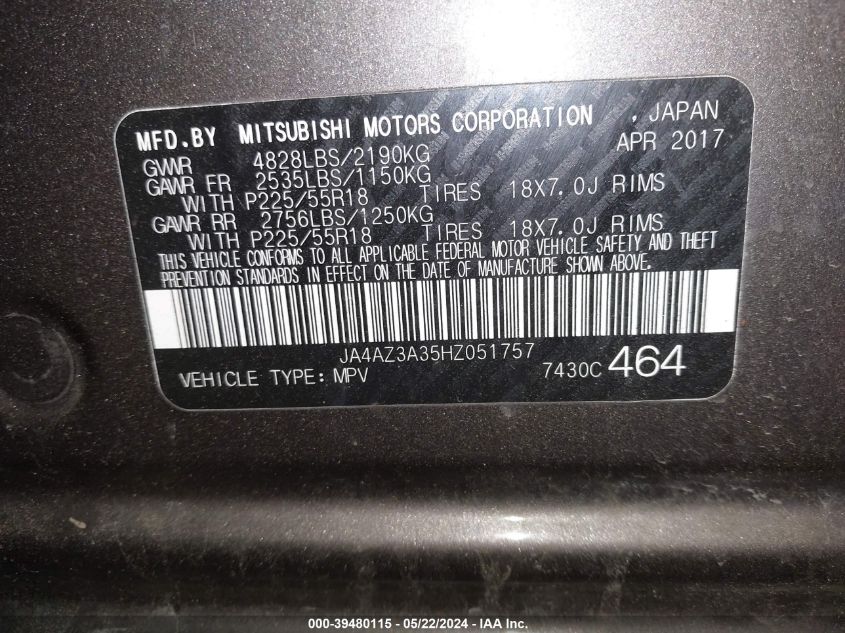 MFD.BY MITSUBISHI MOTORS CORPORATION , JAPAN
GWWR 4828LBS/2190KG APR 2017
GAWR FR 2535LBS/1150KG
WITH P225/55R18 TIRES 18X7.0J RIMS
GAWR RR 2756LBS/1250KG
WITH P225/55R18 TIRES 18X7.0J RIMS
THIS VEHICLE CONFORMS TO ALL APPLICABLE FEDERAL MOTOR VEHICLE SAFETY AND THEFT
PREVENTION STANDARDS IN EFFECT ON THE DATE OF MANUFACTURE SHOWN ABOVE.
JA4AZ3A35HZ051757
VEHICLE TYPE: MPV 7430C 464
000-39480115 - 05/22/2024 - IAA Inc.